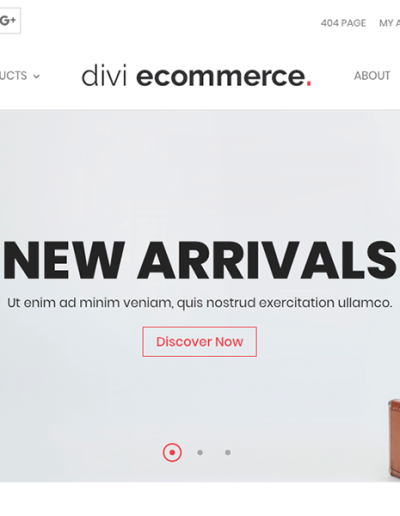 G+
404 PAGE MY A
UCTS divi ecommerce. ABOUT
NEW ARRIVALS
Ut enim ad minim veniam, quis nostrud exercitation ullamco.
Discover Now